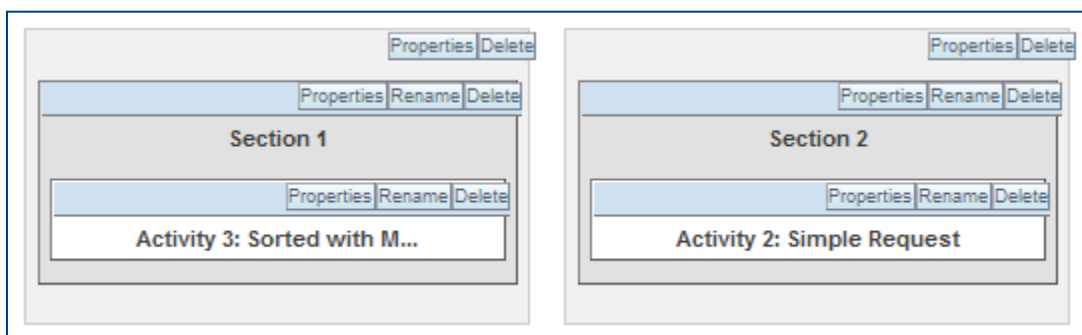 Properties Delete
Properties Rename Delete
Section 1
Properties Rename Delete
Activity 3: Sorted with M...
Properties Delete
Properties Rename Delete
Section 2
Properties Rename Delete
Activity 2: Simple Request